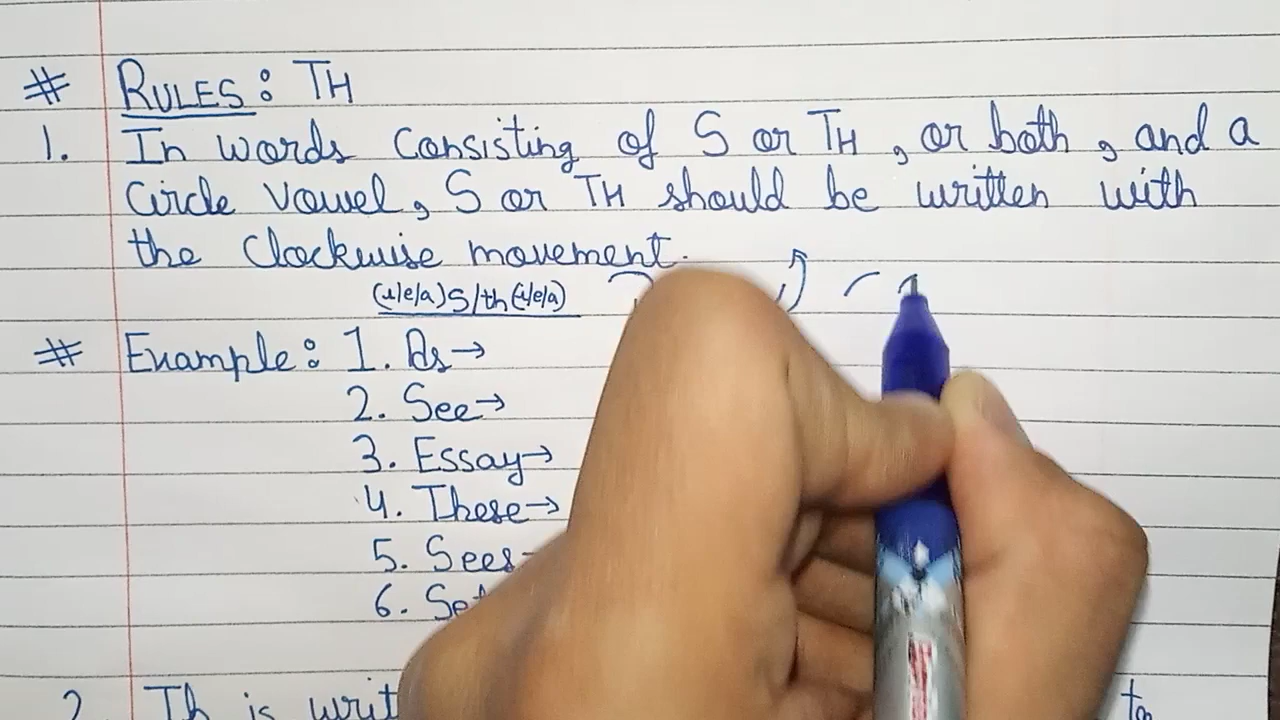 # RULES: TH
1. In words consisting of S or TH, or both, and a
circle vowel, S or TH should be written with
the clockwise movement.
(i/e/a) S/th (i/e/a)
# Example: 1. As→
2. See→
3. Essay→
4. These→
5. Sees
2. Th is writ to